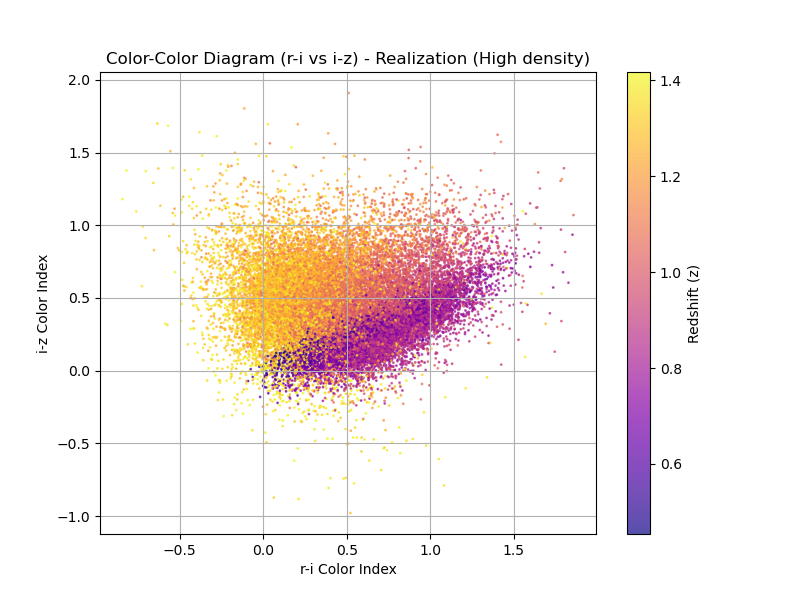 Color-Color Diagram (r-i vs i-z) - Realization (High density)
2.0
1.5
1.0
0.5
0.0
−0.5
−1.0
i-z Color Index
−0.5 0.0 0.5 1.0 1.5
r-i Color Index
1.4
1.2
1.0
0.8
0.6
Redshift (z)